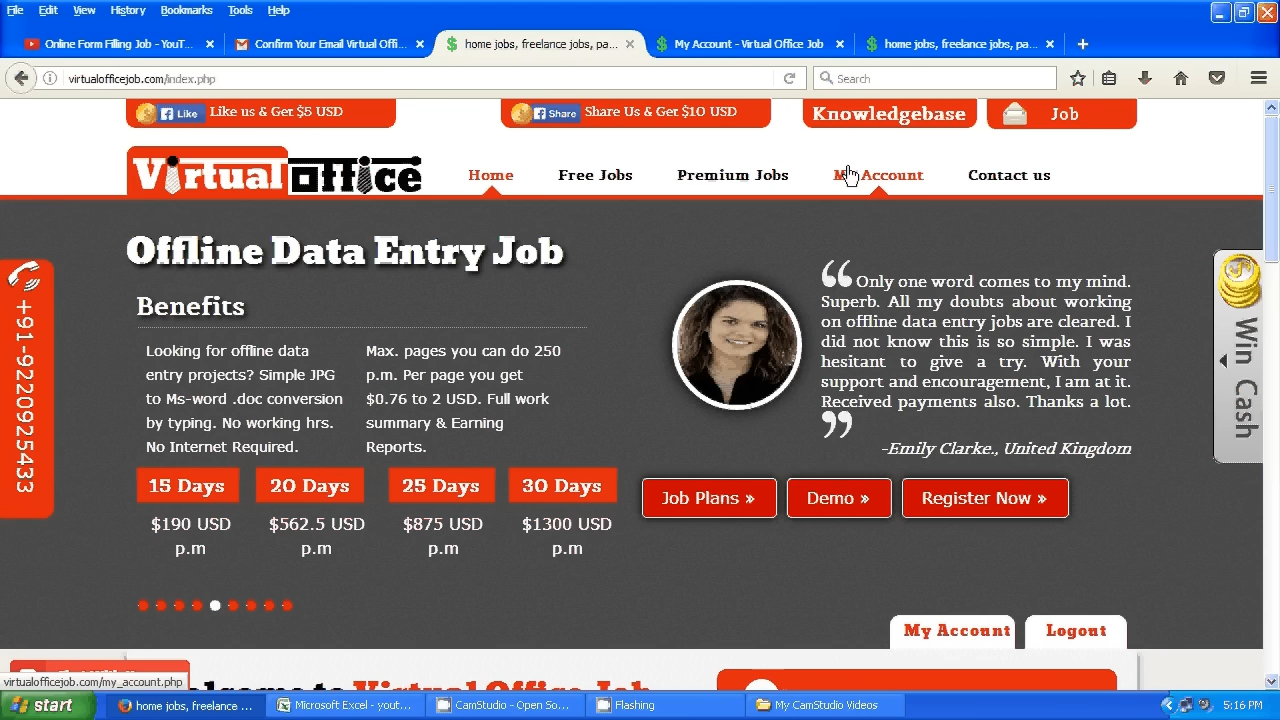 File Edit View History Bookmarks Tools Help
Online Form Filling Job - YouT...
Confirm Your Email Virtual Offi...
home jobs, freelance jobs, pa...
My Account - Virtual Office Job
home jobs, freelance jobs, pa...
virtualofficejob.com/index.php
Search
Like
Like us & Get $5 USD
Share
Share Us & Get $10 USD
Knowledgebase
Job
Virtual office
Home
Free Jobs
Premium Jobs
My Account
Contact us
Offline Data Entry Job
Benefits
Looking for offline data
entry projects? Simple JPG
to Ms-word .doc conversion
by typing. No working hrs.
No Internet Required.
Max. pages you can do 250
p.m. Per page you get
$0.76 to 2 USD. Full work
summary & Earning
Reports.
15 Days
20 Days
25 Days
30 Days
$190 USD
p.m
$562.5 USD
p.m
$875 USD
p.m
$1300 USD
p.m
“ Only one word comes to my mind.
Superb. All my doubts about working
on offline data entry jobs are cleared. I
did not know this is so simple. I was
hesitant to give a try. With your
support and encouragement, I am at it.
Received payments also. Thanks a lot.
”
-Emily Clarke., United Kingdom
Job Plans »
Demo »
Register Now »
+91-9220925433
Win Cash
My Account
Logout
Virtual Office Job
virtualofficejob.com/my_account.php
start
home jobs, freelance ...
Microsoft Excel - yout...
CamStudio - Open So...
Flashing
My CamStudio Videos
5:16 PM